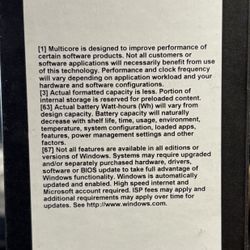 [1] Multicore is designed to improve performance of
certain software products. Not all customers or
software applications will necessarily benefit from use
of this technology. Performance and clock frequency
will vary depending on application workload and your
hardware and software configurations.
[3] Actual formatted capacity is less. Portion of
internal storage is reserved for preloaded content.
[63] Actual battery Watt-hours (Wh) will vary from
design capacity. Battery capacity will naturally
decrease with shelf life, time, usage, environment,
temperature, system configuration, loaded apps,
features, power management settings and other
factors.
[67] Not all features are available in all editions or
versions of Windows. Systems may require upgraded
and/or separately purchased hardware, drivers,
software or BIOS update to take full advantage of
Windows functionality. Windows is automatically
updated and enabled. High speed internet and
Microsoft account required. ISP fees may apply and
additional requirements may apply over time for
updates. See http://www.windows.com.